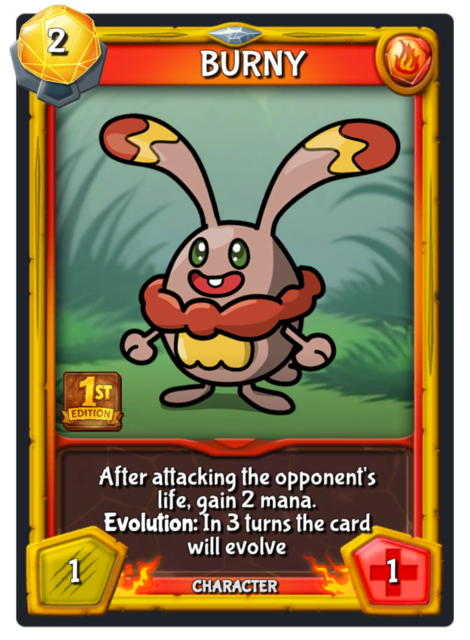 2
BURNY
1ST
EDITION
After attacking the opponent's
life, gain 2 mana.
Evolution: In 3 turns the card
will evolve
1
1
CHARACTER